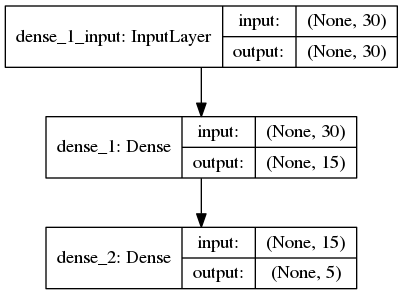 dense_1_input: InputLayer
input: (None, 30)
output: (None, 30)
dense_1: Dense
input: (None, 30)
output: (None, 15)
dense_2: Dense
input: (None, 15)
output: (None, 5)